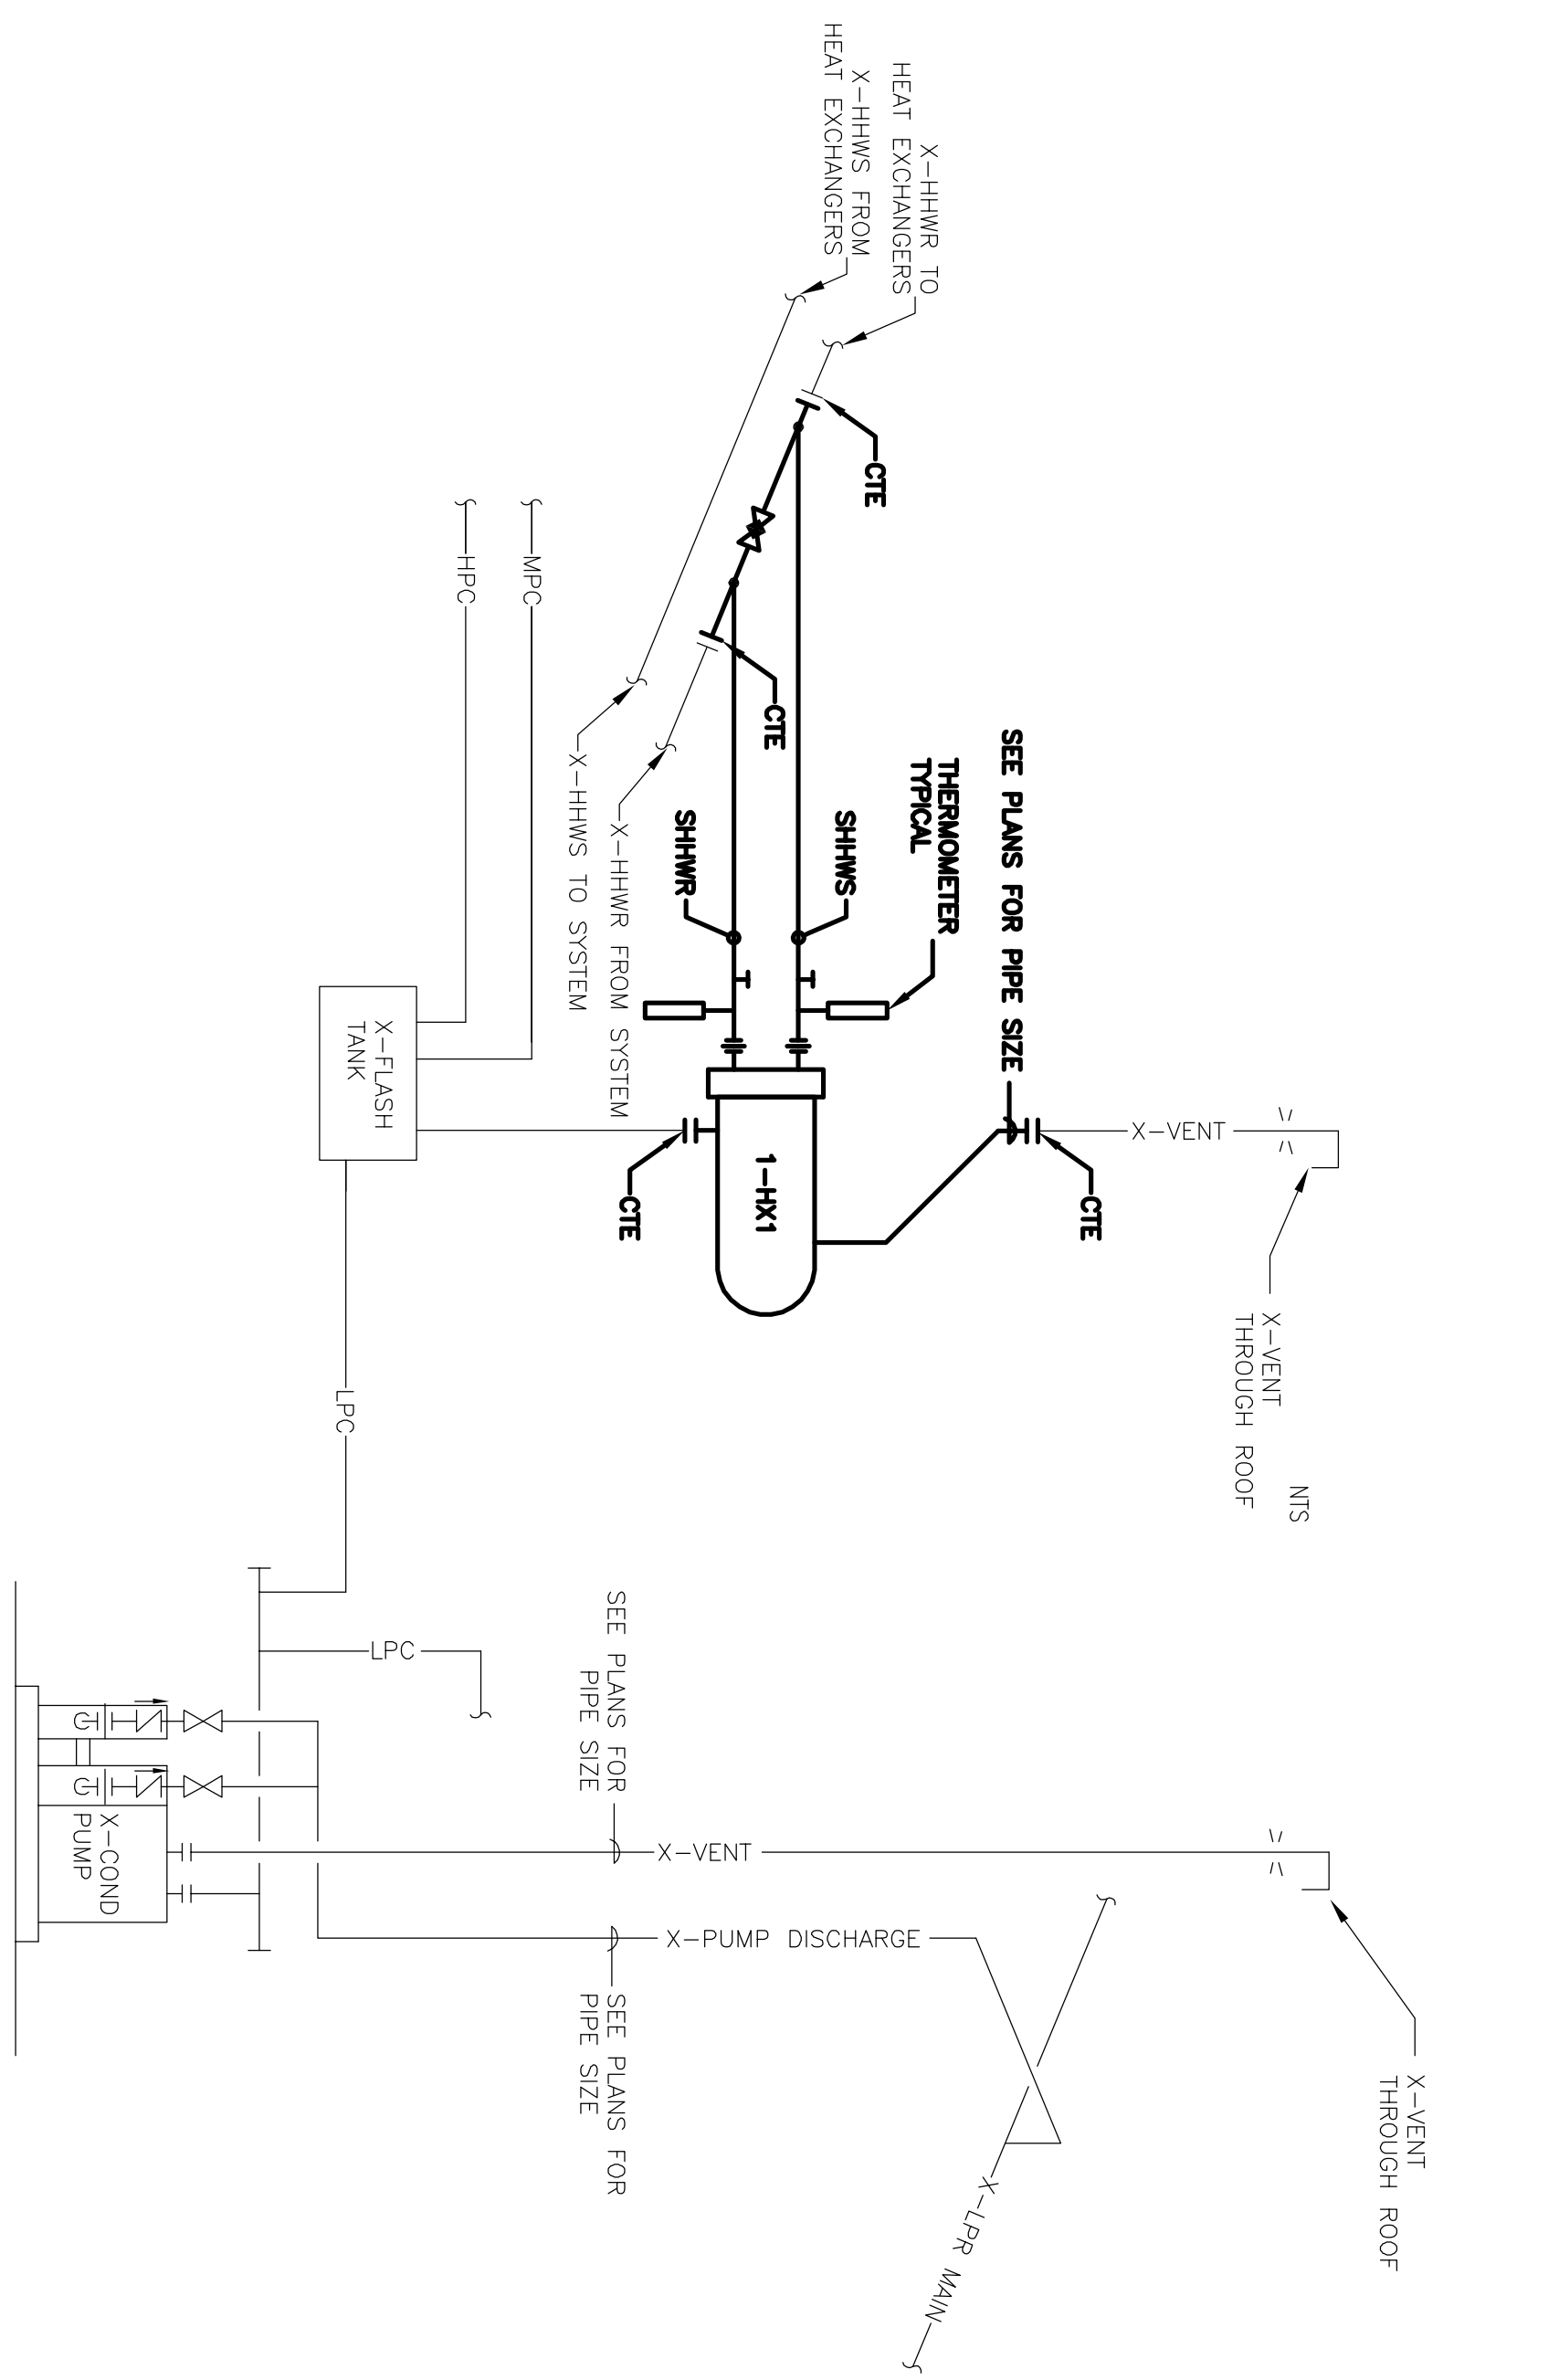 X-VENT
THROUGH ROOF
X-VENT
THROUGH ROOF
NTS
X-VENT
SEE PLANS FOR PIPE SIZE
CTE
THERMOMETER
TYPICAL
X-HHWR TO
HEAT EXCHANGERS
X-HHWS FROM
HEAT EXCHANGERS
CTE
SHHWS
1-HX1
CTE
SHHWR
CTE
X-HHWR FROM SYSTEM
X-HHWS TO SYSTEM
MPC
HPC
X-FLASH
TANK
LPC
LPC
SEE PLANS FOR
PIPE SIZE
X-VENT
X-PUMP DISCHARGE
SEE PLANS FOR
PIPE SIZE
X-LPR MAIN
X-COND
PUMP